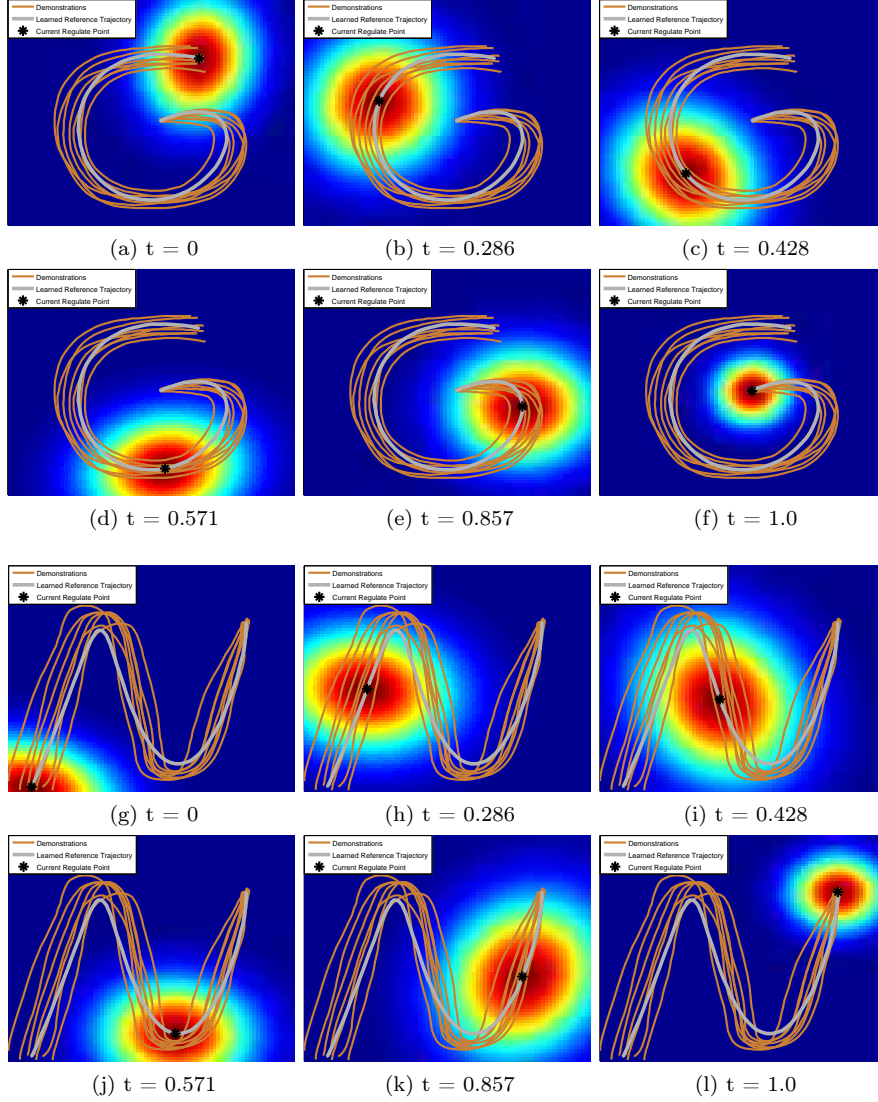 Demonstrations
Learned Reference Trajectory
Current Regulate Point
Demonstrations
Learned Reference Trajectory
Current Regulate Point
Demonstrations
Learned Reference Trajectory
Current Regulate Point
(a) t = 0
(b) t = 0.286
(c) t = 0.428
Demonstrations
Learned Reference Trajectory
Current Regulate Point
Demonstrations
Learned Reference Trajectory
Current Regulate Point
Demonstrations
Learned Reference Trajectory
Current Regulate Point
(d) t = 0.571
(e) t = 0.857
(f) t = 1.0
Demonstrations
Learned Reference Trajectory
Current Regulate Point
Demonstrations
Learned Reference Trajectory
Current Regulate Point
Demonstrations
Learned Reference Trajectory
Current Regulate Point
(g) t = 0
(h) t = 0.286
(i) t = 0.428
Demonstrations
Learned Reference Trajectory
Current Regulate Point
Demonstrations
Learned Reference Trajectory
Current Regulate Point
Demonstrations
Learned Reference Trajectory
Current Regulate Point
(j) t = 0.571
(k) t = 0.857
(l) t = 1.0